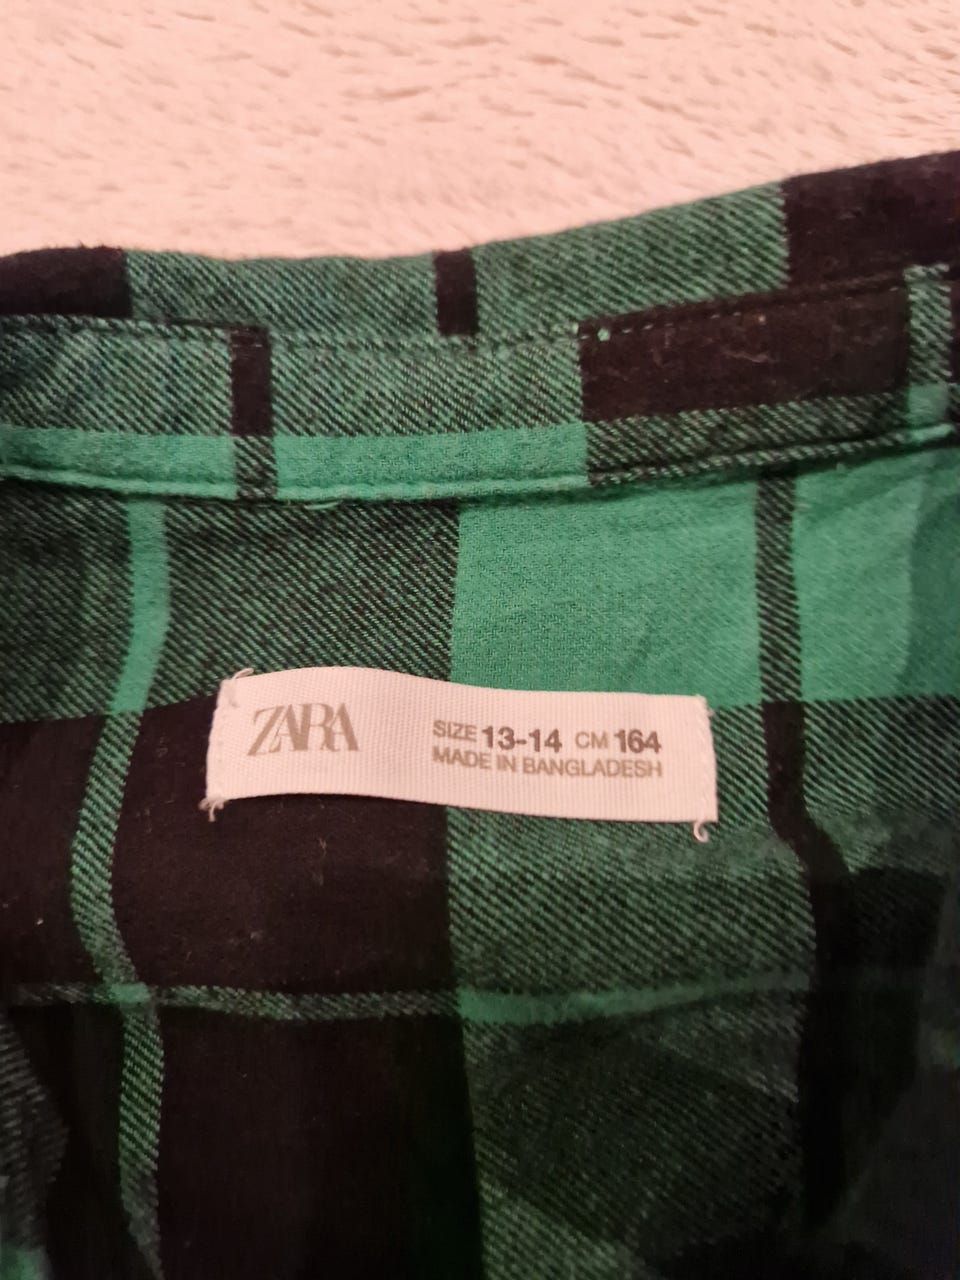 ZARA
SIZE 13-14 CM 164
MADE IN BANGLADESH